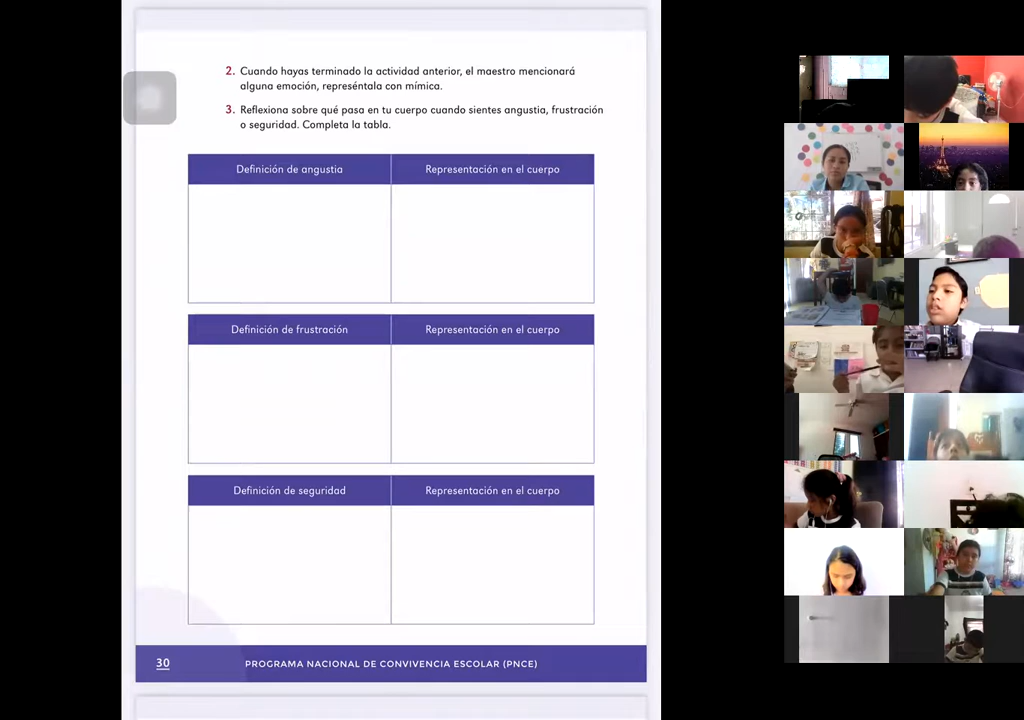 2. Cuando hayas terminado la actividad anterior, el maestro mencionará
alguna emoción, represéntala con mímica.
3. Reflexiona sobre qué pasa en tu cuerpo cuando sientes angustia, frustración
o seguridad. Completa la tabla.
Definición de angustia
Representación en el cuerpo
Definición de frustración
Representación en el cuerpo
Definición de seguridad
Representación en el cuerpo
30
PROGRAMA NACIONAL DE CONVIVENCIA ESCOLAR (PNCE)